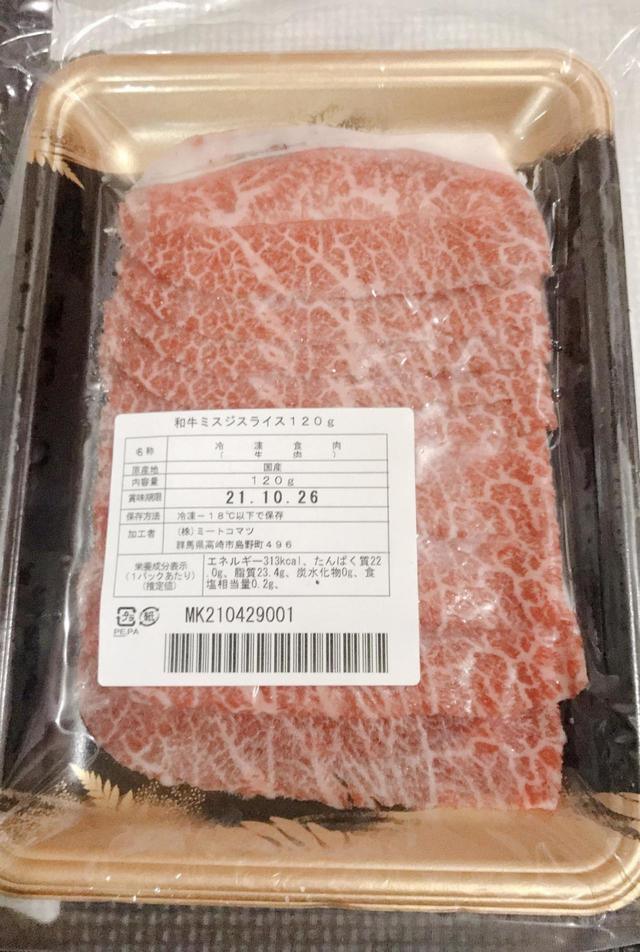 和牛ミスジスライス120g
名称 冷凍食肉
(牛肉)
原産地 国産
内容量 120g
賞味期限 21.10.26
保存方法 冷凍-18℃以下で保存
加工者 (株)ミートコマツ
群馬県高崎市島野町496
栄養成分表示
(1パックあたり)
(推定値)
エネルギー313kcal、たんぱく質22
.0g、脂質23.4g、炭水化物0g、食
塩相当量0.2g、
プラ 紙
PE,PA
MK210429001